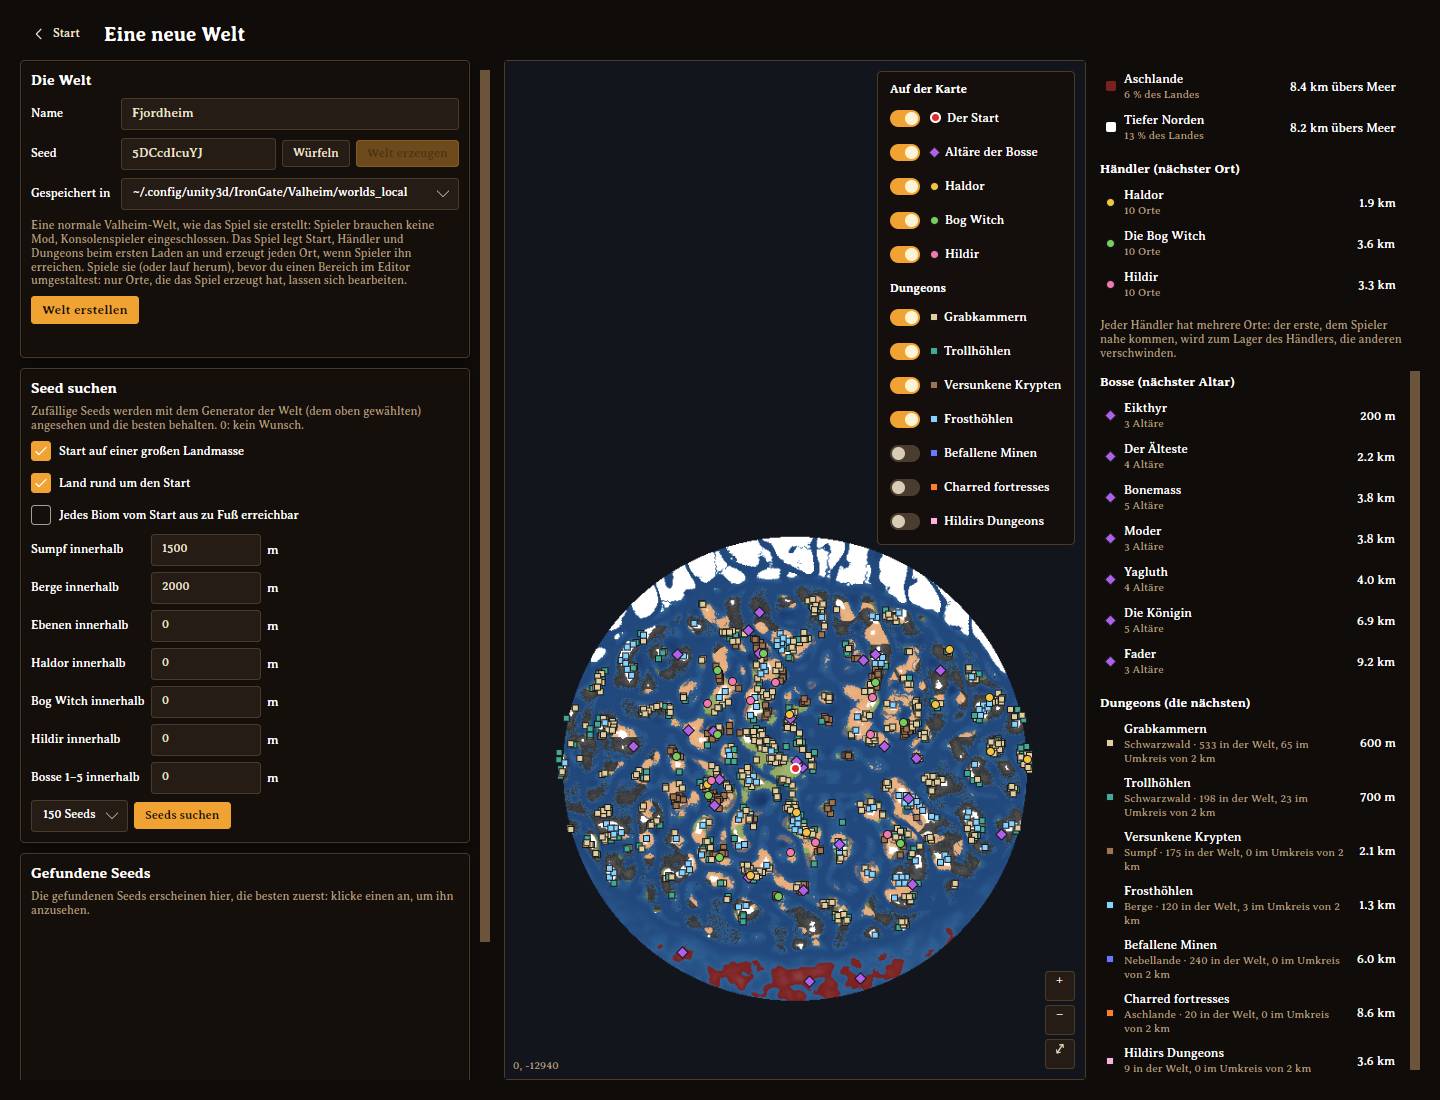 Start
Eine neue Welt
Die Welt
Name
Fjordheim
Seed
5DCcdIcuYJ
Würfeln
Welt erzeugen
Gespeichert in
~/.config/unity3d/IronGate/Valheim/worlds_local
Eine normale Valheim-Welt, wie das Spiel sie erstellt: Spieler brauchen keine
Mod, Konsolenspieler eingeschlossen. Das Spiel legt Start, Händler und
Dungeons beim ersten Laden an und erzeugt jeden Ort, wenn Spieler ihn
erreichen. Spiele sie (oder lauf herum), bevor du einen Bereich im Editor
umgestaltest: nur Orte, die das Spiel erzeugt hat, lassen sich bearbeiten.
Welt erstellen
Seed suchen
Zufällige Seeds werden mit dem Generator der Welt (dem oben gewählten)
angesehen und die besten behalten. 0: kein Wunsch.
Start auf einer großen Landmasse
Land rund um den Start
Jedes Biom vom Start aus zu Fuß erreichbar
Sumpf innerhalb
1500
m
Berge innerhalb
2000
m
Ebenen innerhalb
0
m
Haldor innerhalb
0
m
Bog Witch innerhalb
0
m
Hildir innerhalb
0
m
Bosse 1–5 innerhalb
0
m
150 Seeds
Seeds suchen
Gefundene Seeds
Die gefundenen Seeds erscheinen hier, die besten zuerst: klicke einen an, um ihn
anzusehen.
Auf der Karte
Der Start
Altäre der Bosse
Haldor
Bog Witch
Hildir
Dungeons
Grabkammern
Trollhöhlen
Versunkene Krypten
Frosthöhlen
Befallene Minen
Charred fortresses
Hildirs Dungeons
+
−
0, -12940
Aschlande
6 % des Landes
8.4 km übers Meer
Tiefer Norden
13 % des Landes
8.2 km übers Meer
Händler (nächster Ort)
Haldor
10 Orte
1.9 km
Die Bog Witch
10 Orte
3.6 km
Hildir
10 Orte
3.3 km
Jeder Händler hat mehrere Orte: der erste, dem Spieler
nahe kommen, wird zum Lager des Händlers, die anderen
verschwinden.
Bosse (nächster Altar)
Eikthyr
3 Altäre
200 m
Der Älteste
4 Altäre
2.2 km
Bonemass
5 Altäre
3.8 km
Moder
3 Altäre
3.8 km
Yagluth
4 Altäre
4.0 km
Die Königin
5 Altäre
6.9 km
Fader
3 Altäre
9.2 km
Dungeons (die nächsten)
Grabkammern
Schwarzwald · 533 in der Welt, 65 im
Umkreis von 2 km
600 m
Trollhöhlen
Schwarzwald · 198 in der Welt, 23 im
Umkreis von 2 km
700 m
Versunkene Krypten
Sumpf · 175 in der Welt, 0 im Umkreis von 2
km
2.1 km
Frosthöhlen
Berge · 120 in der Welt, 3 im Umkreis von 2
km
1.3 km
Befallene Minen
Nebellande · 240 in der Welt, 0 im Umkreis
von 2 km
6.0 km
Charred fortresses
Aschlande · 20 in der Welt, 0 im Umkreis
von 2 km
8.6 km
Hildirs Dungeons
9 in der Welt, 0 im Umkreis von 2 km
3.6 km